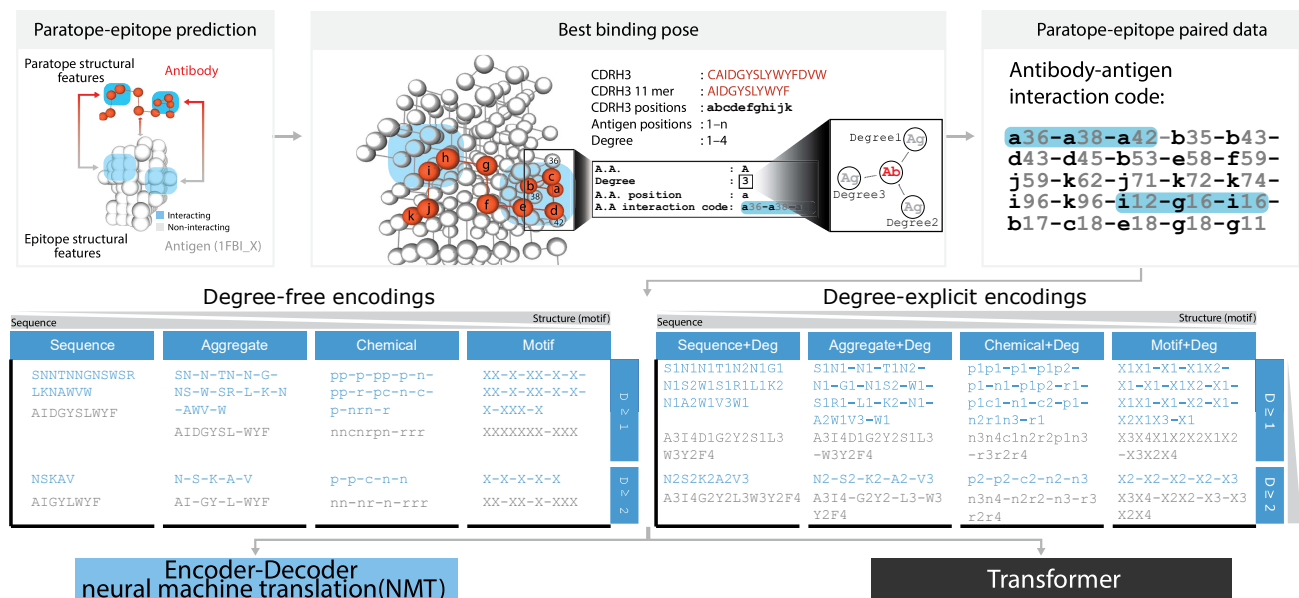 Paratope-epitope prediction
Paratope structural
features
Antibody
Interacting
Non-interacting
Epitope structural
features
Antigen (1FBI_X)
Best binding pose
CDRH3 : CAIDGYSLYWYFDVW
CDRH3 11 mer : AIDGYSLYWYF
CDRH3 positions : abcdefghijk
Antigen positions : 1–n
Degree : 1–4
A.A. : A
Degree : 3
A.A. position : a
A.A interaction code: a36-a38-a42
Degree1 Ag
Ag Ab
Degree3
Ag
Degree2
h
i
g
k
j
f
e
b
c
a
d
36
38
42
Paratope-epitope paired data
Antibody-antigen
interaction code:
a36-a38-a42-b35-b43-
d43-d45-b53-e58-f59-
j59-k62-j71-k72-k74-
i96-k96-i12-g16-i16-
b17-c18-e18-g18-g11
Degree-free encodings
Sequence
Structure (motif)
Sequence Aggregate Chemical Motif
SNNTNNGNSWSR SN-N-TN-N-G- pp-p-pp-p-n- XX-X-XX-X-X-
LKNAWVW NS-W-SR-L-K-N pp-r-pc-n-c- XX-X-XX-X-X-
AIDGYSLWYF -AWV-W p-nrn-r X-XXX-X
AIDGYSL-WYF nncnrpn-rrr XXXXXXX-XXX
D ≥ 1
NSKAV N-S-K-A-V p-p-c-n-n X-X-X-X-X
AIGYLWYF AI-GY-L-WYF nn-nr-n-rrr XX-XX-X-XXX
D ≥ 2
Degree-explicit encodings
Sequence
Structure (motif)
Sequence+Deg Aggregate+Deg Chemical+Deg Motif+Deg
S1N1N1T1N2N1G1 S1N1-N1-T1N2- p1p1-p1-p1p2- X1X1-X1-X1X2-
N1S2W1S1R1L1K2 N1-G1-N1S2-W1- p1-n1-p1p2-r1- X1-X1-X1X2-X1-
N1A2W1V3W1 S1R1-L1-K2-N1- p1c1-n1-c2-p1- X1X1-X1-X2-X1-
A2W1V3-W1 n2r1n3-r1 X2X1X3-X1
A3I4D1G2Y2S1L3 A3I4D1G2Y2S1L3 n3n4c1n2r2p1n3 X3X4X1X2X2X1X2
W3Y2F4 -W3Y2F4 -r3r2r4 -X3X2X4
D ≥ 1
N2S2K2A2V3 N2-S2-K2-A2-V3 p2-p2-c2-n2-n3 X2-X2-X2-X2-X3
A3I4G2Y2L3W3Y2F4 A3I4-G2Y2-L3-W3 n3n4-n2r2-n3-r3 X3X4-X2X2-X3-X3
Y2F4 r2r4 X2X4
D ≥ 2
Encoder-Decoder
neural machine translation(NMT)
Transformer